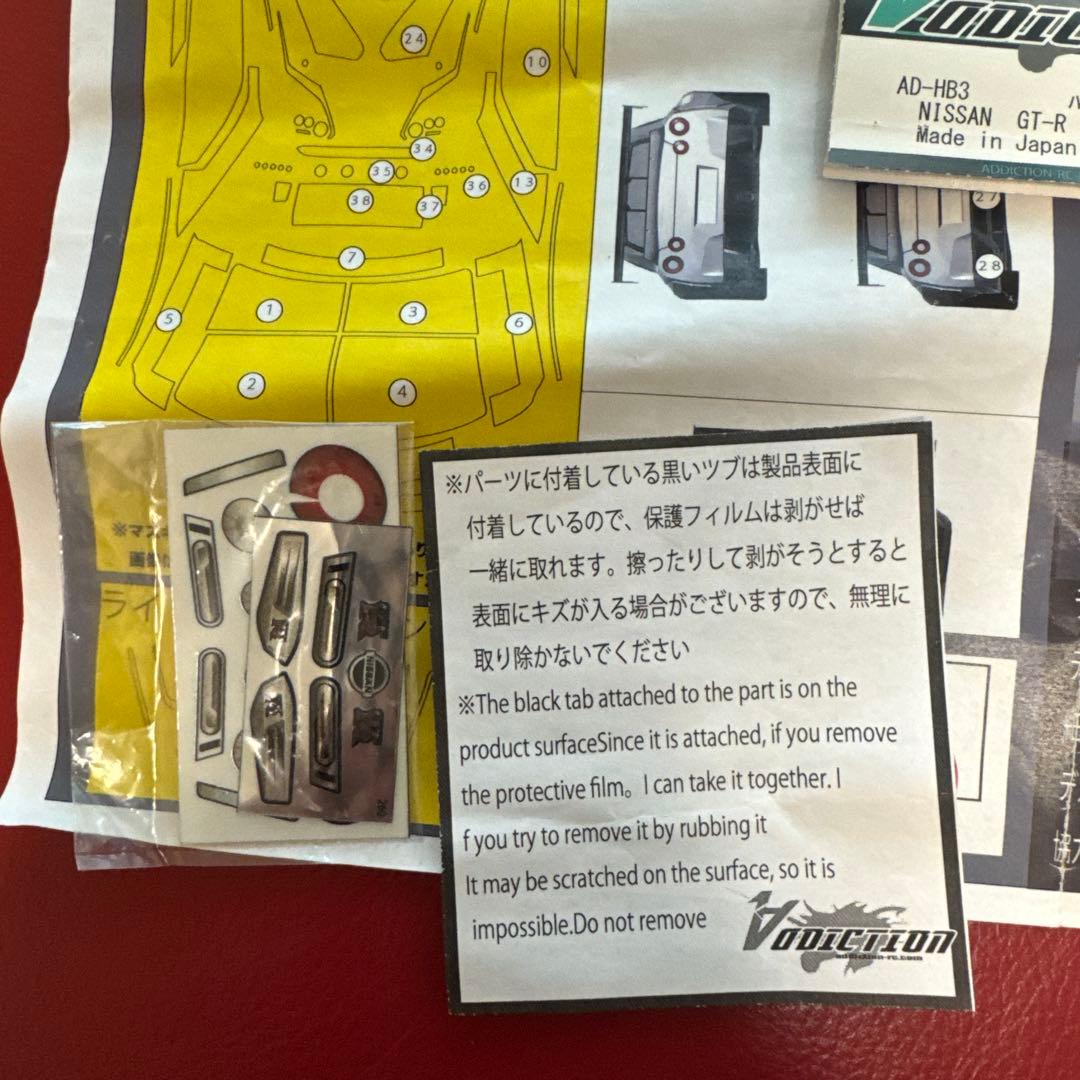 24
10
34
35
36
13
38
37
7
1
3
5
6
2
4
ADDICTION
AD-HB3
NISSAN GT-R
Made in Japan
ADDICTION-RC
27
28
ライ
NISSAN
※パーツに付着している黒いツブは製品表面に
付着しているので、保護フィルムは剥がせば
一緒に取れます。擦ったりして剥がそうとすると
表面にキズが入る場合がございますので、無理に
取り除かないでください
※The black tab attached to the part is on the
product surfaceSince it is attached, if you remove
the protective film。I can take it together. I
f you try to remove it by rubbing it
It may be scratched on the surface, so it is
impossible.Do not remove
ADDICTION
addiction-rc.com